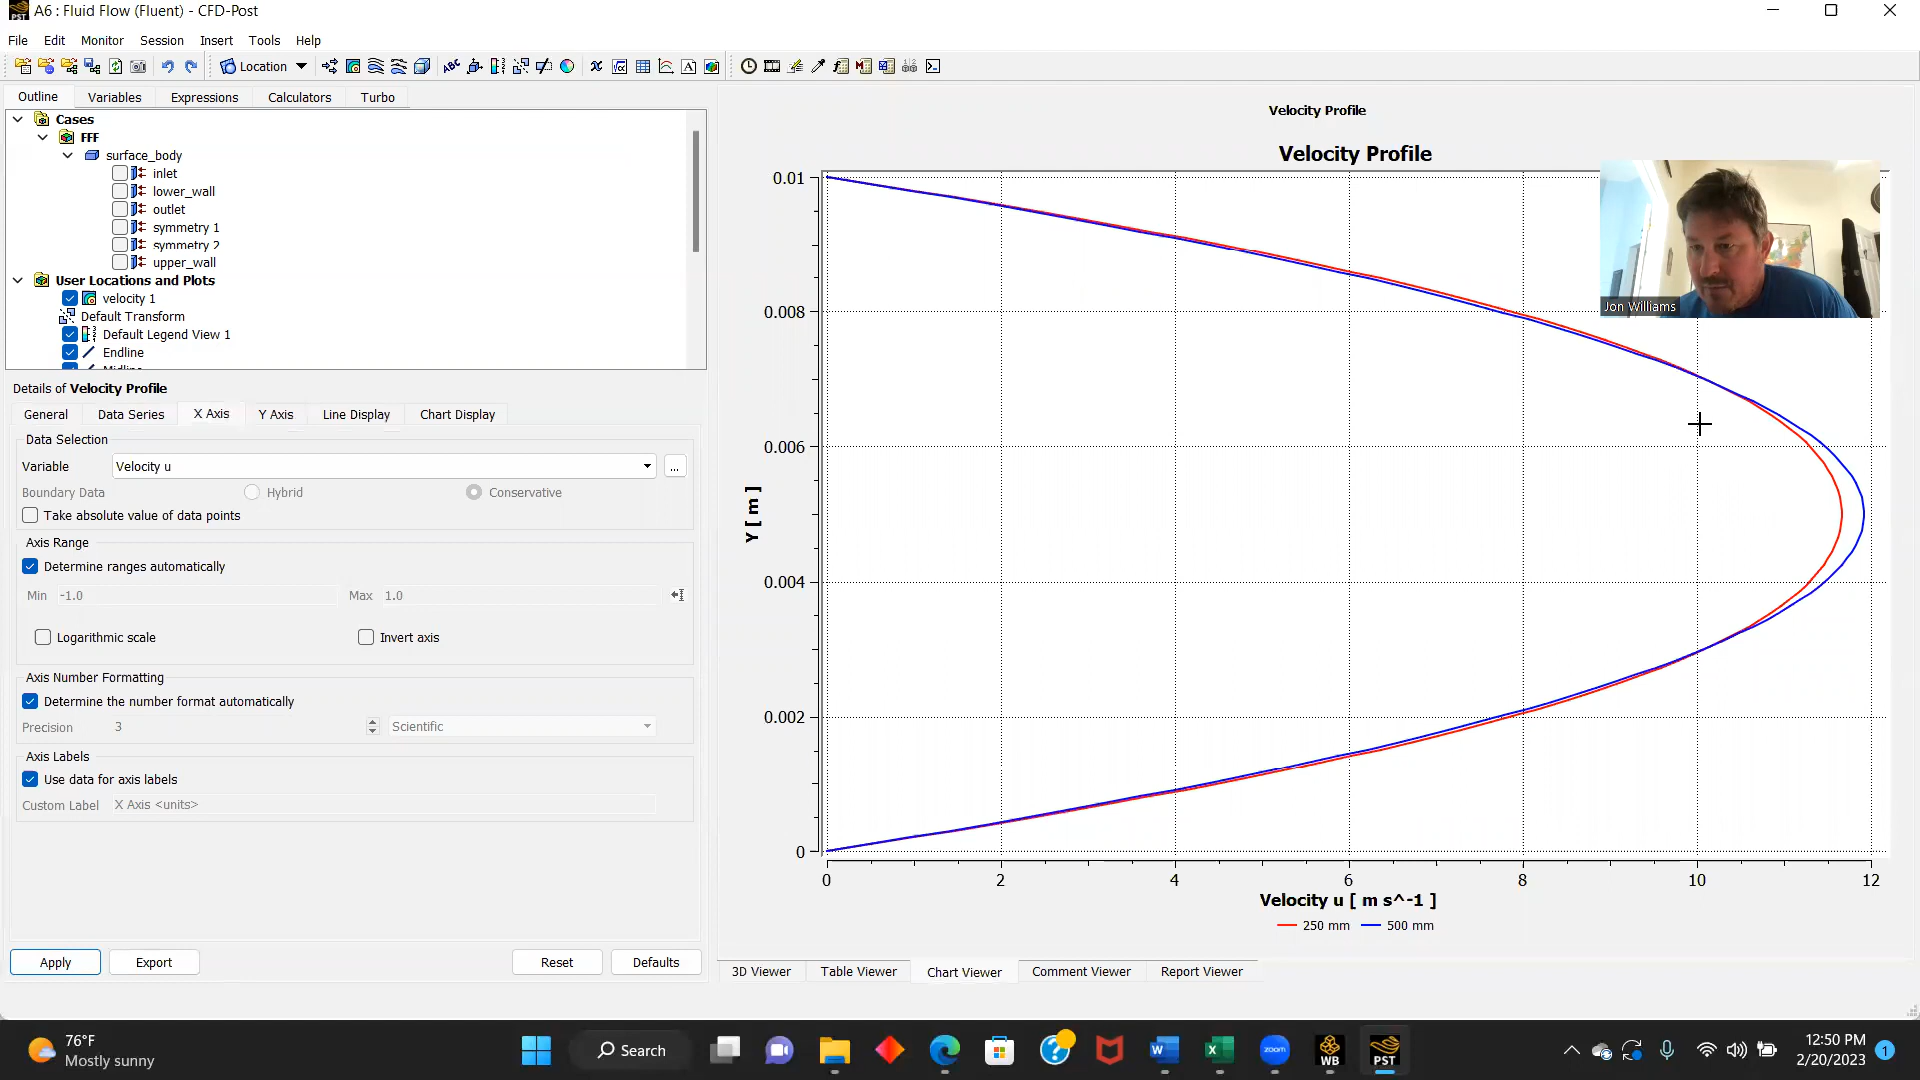 A6 : Fluid Flow (Fluent) - CFD-Post
File Edit Monitor Session Insert Tools Help
Location
Outline Variables Expressions Calculators Turbo
Cases
FFF
surface_body
inlet
lower_wall
outlet
symmetry 1
symmetry 2
upper_wall
User Locations and Plots
velocity 1
Default Transform
Default Legend View 1
Endline
Details of Velocity Profile
General Data Series X Axis Y Axis Line Display Chart Display
Data Selection
Variable Velocity u ...
Boundary Data Hybrid Conservative
Take absolute value of data points
Axis Range
Determine ranges automatically
Min -1.0 Max 1.0
Logarithmic scale Invert axis
Axis Number Formatting
Determine the number format automatically
Precision 3 Scientific
Axis Labels
Use data for axis labels
Custom Label X Axis <units>
Apply Export Reset Defaults
Velocity Profile
Velocity Profile
0.01
0.008
0.006
0.004
0.002
0
Y [ m ]
0 2 4 6 8 10 12
Velocity u [ m s^-1 ]
250 mm 500 mm
Jon Williams
3D Viewer Table Viewer Chart Viewer Comment Viewer Report Viewer
76°F
Mostly sunny
Search
zoom
WB
PST
12:50 PM
2/20/2023
1